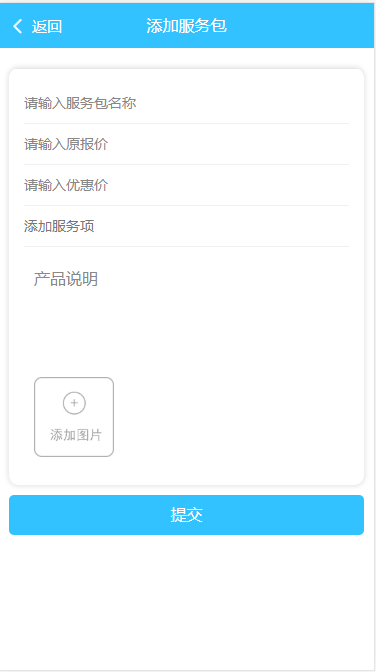 返回
添加服务包
请输入服务包名称
请输入原报价
请输入优惠价
添加服务项
产品说明
添加图片
提交